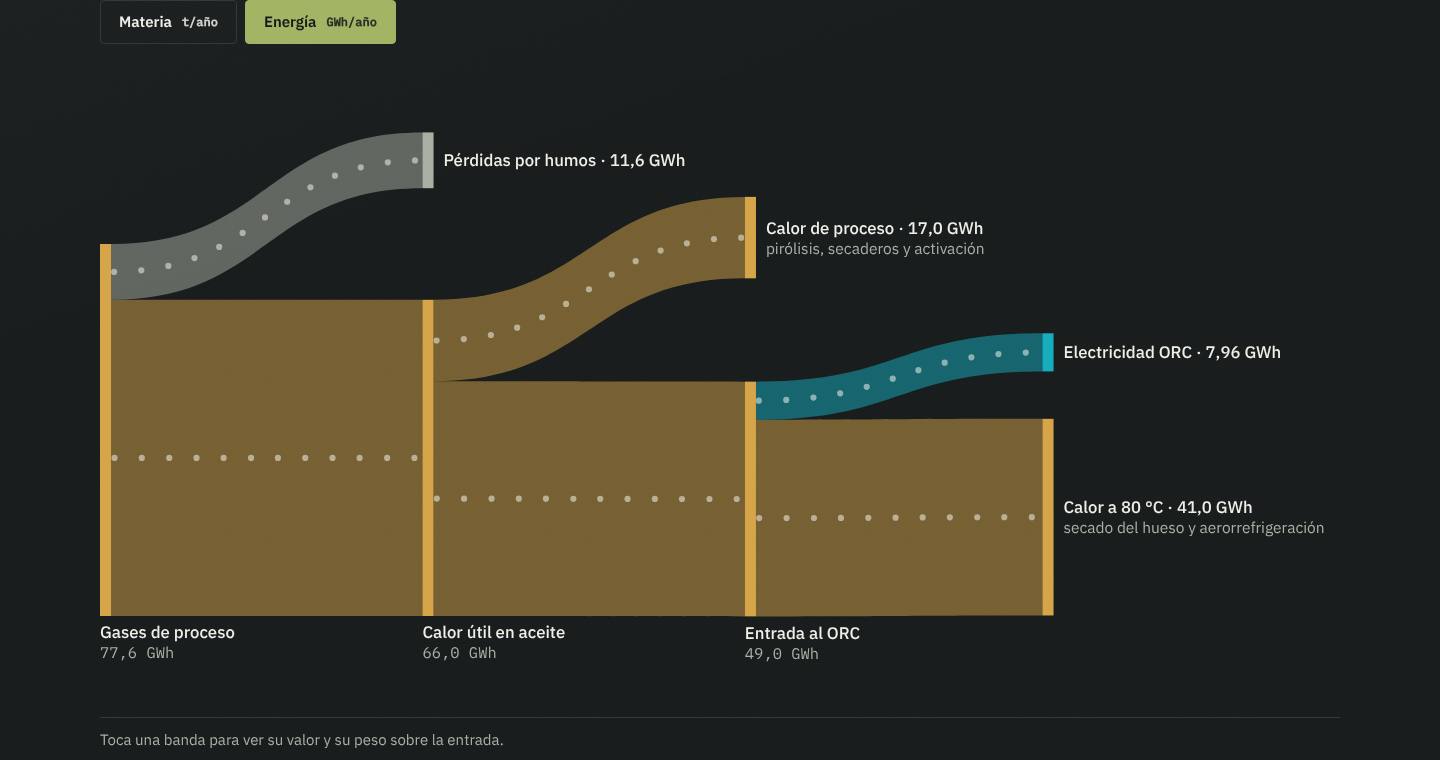 Materia t/año
Energía GWh/año
Pérdidas por humos · 11,6 GWh
Calor de proceso · 17,0 GWh
pirólisis, secaderos y activación
Electricidad ORC · 7,96 GWh
Calor a 80 °C · 41,0 GWh
secado del hueso y aerorrefrigeración
Gases de proceso
77,6 GWh
Calor útil en aceite
66,0 GWh
Entrada al ORC
49,0 GWh
Toca una banda para ver su valor y su peso sobre la entrada.